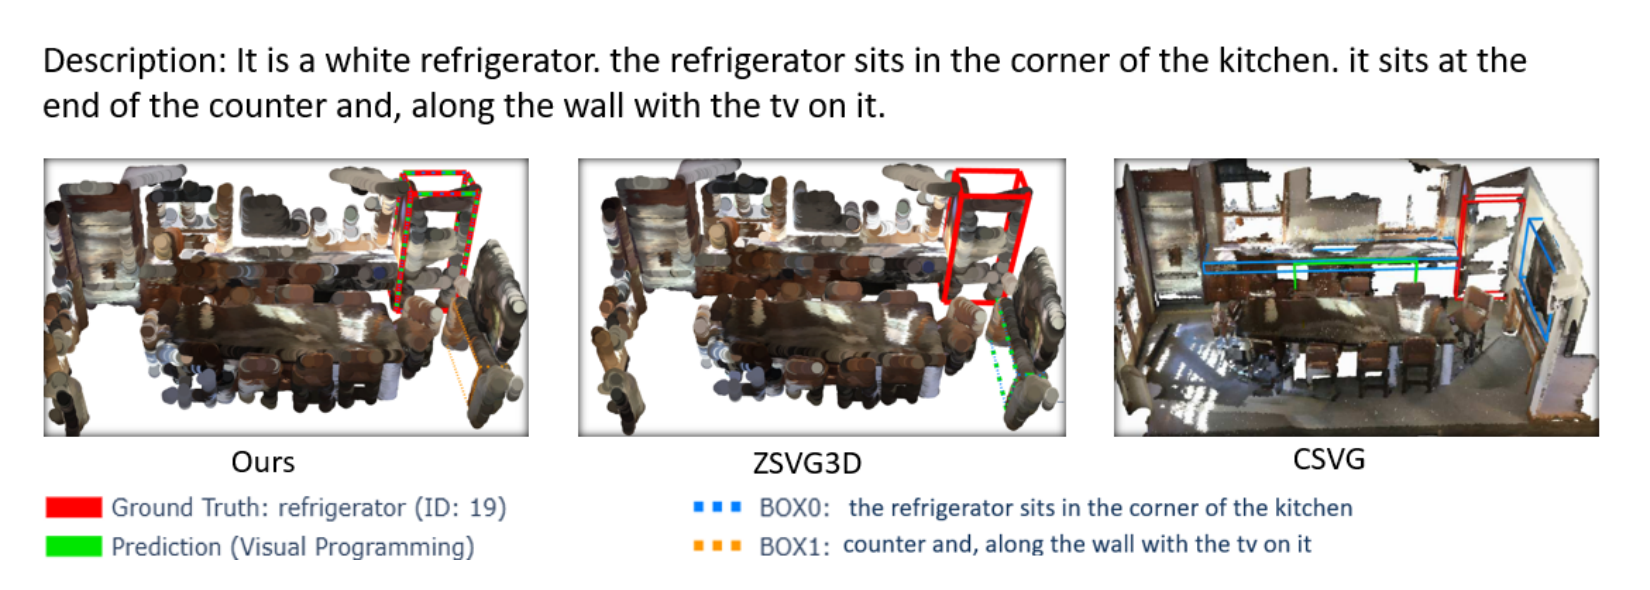 Description: It is a white refrigerator. the refrigerator sits in the corner of the kitchen. it sits at the
end of the counter and, along the wall with the tv on it.
Ours
ZSVG3D
CSVG
Ground Truth: refrigerator (ID: 19)
Prediction (Visual Programming)
BOX0: the refrigerator sits in the corner of the kitchen
BOX1: counter and, along the wall with the tv on it